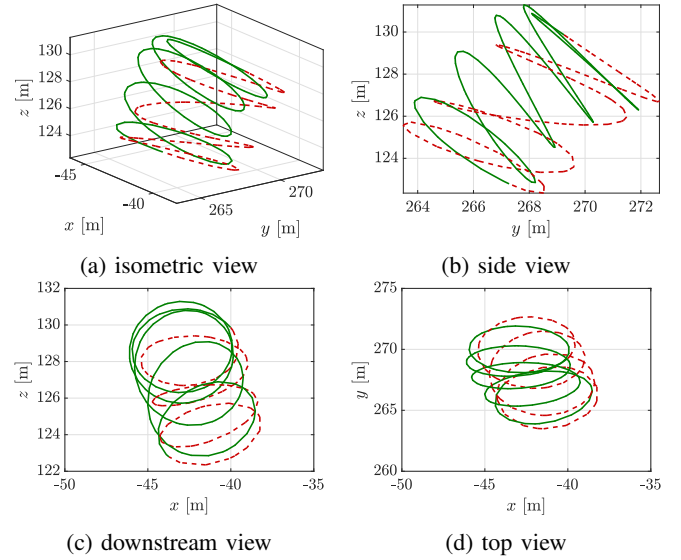 130
128
126
124
z [m]
-45
-40
x [m]
265
270
y [m]
(a) isometric view
130
128
126
124
z [m]
264 266 268 270 272
y [m]
(b) side view
132
130
128
126
124
122
z [m]
-50 -45 -40 -35
x [m]
(c) downstream view
275
270
265
260
y [m]
-50 -45 -40 -35
x [m]
(d) top view